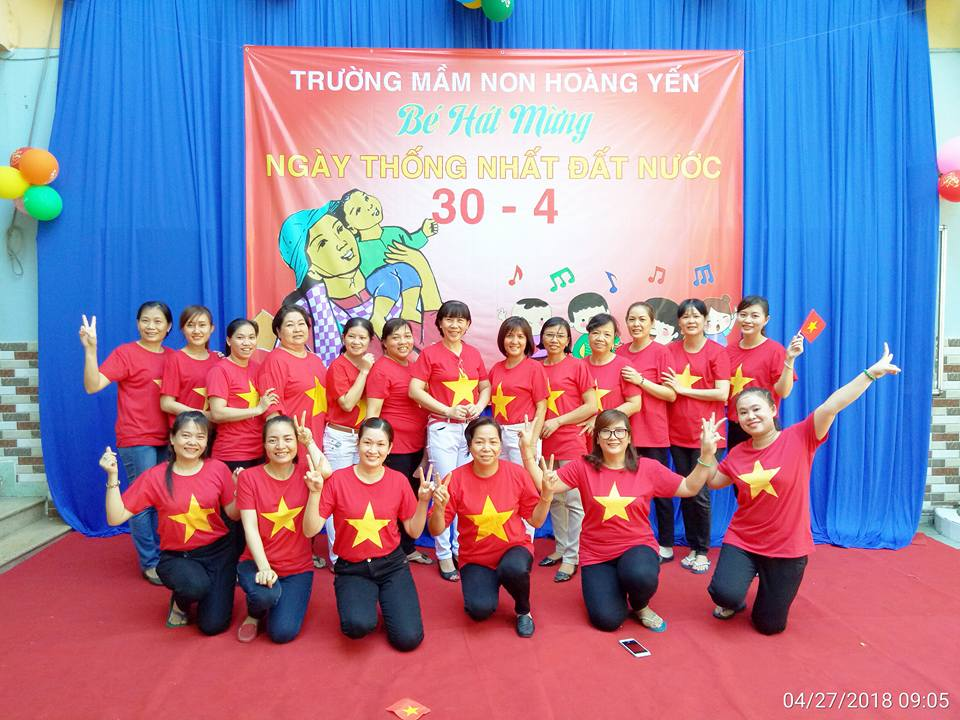 TRƯỜNG MẦM NON HOÀNG YẾN
Bé Hát Mừng
NGÀY THỐNG NHẤT ĐẤT NƯỚC
30 - 4
04/27/2018 09:05